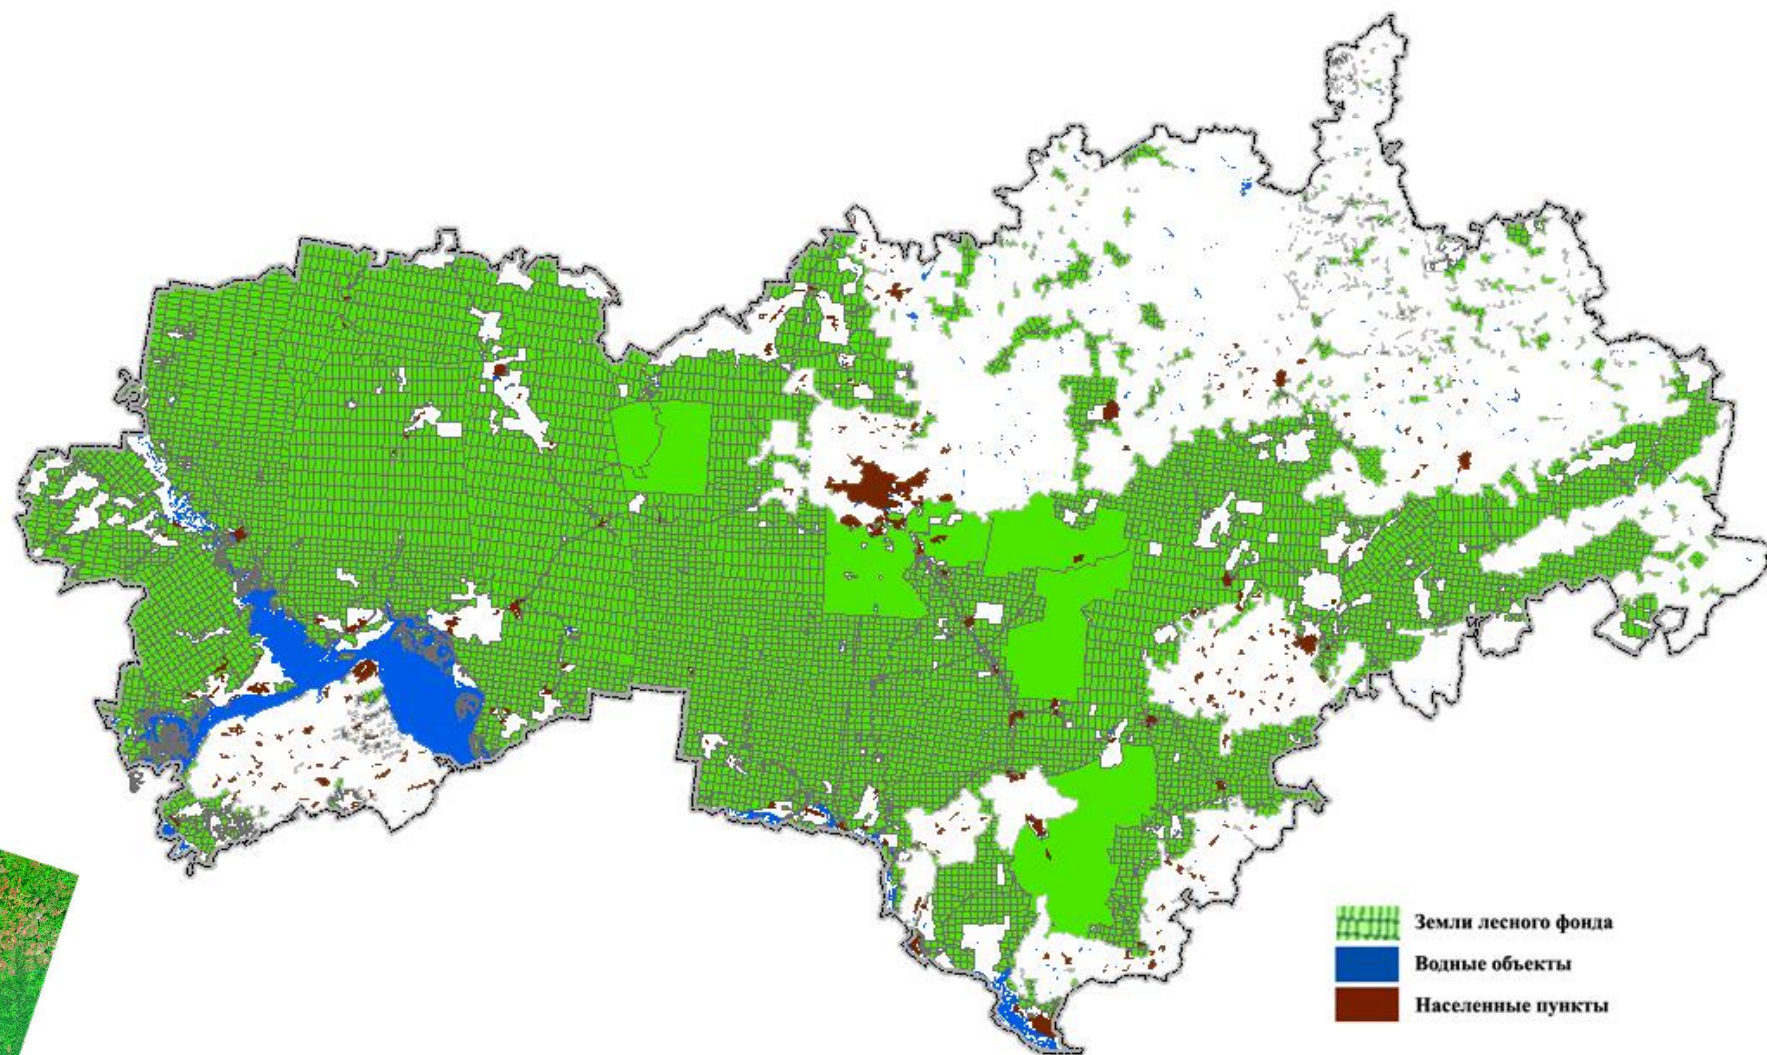 Земли лесного фонда
Водные объекты
Населенные пункты